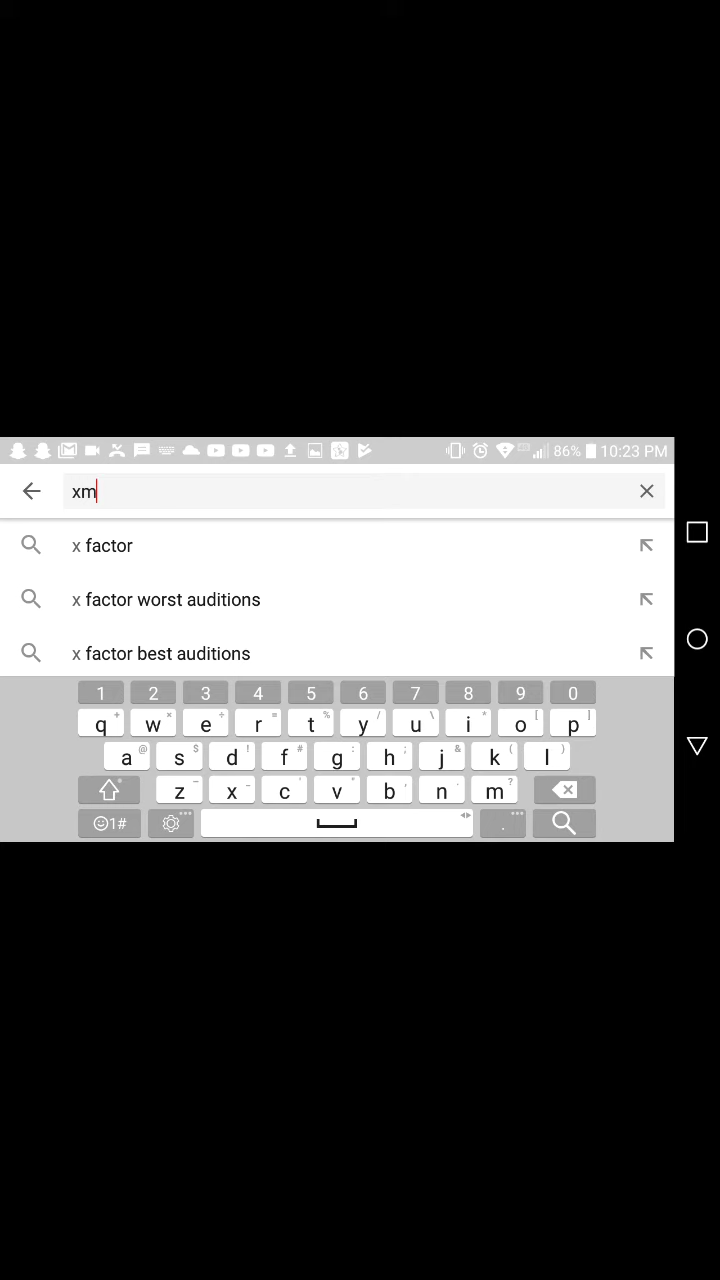 86% 10:23 PM
xm
x factor
x factor worst auditions
x factor best auditions
1 2 3 4 5 6 7 8 9 0
q + w × e ÷ r = t % y / u \ i * o [ p ]
a @ s $ d ! f # g : h ; j & k ( l )
z x c v b n m ?
☺1# .